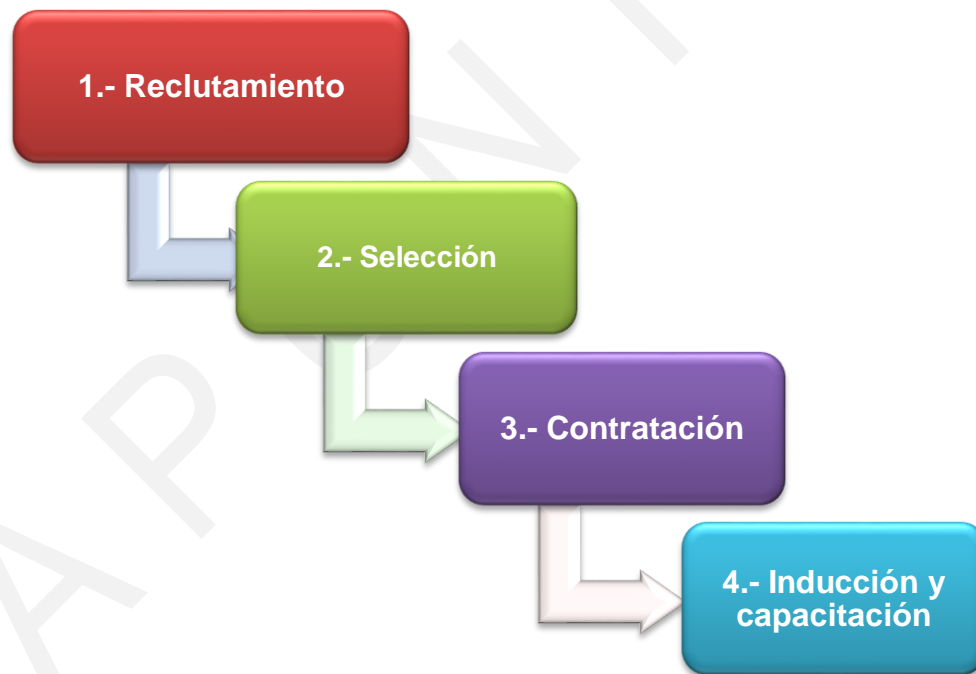 1.- Reclutamiento
2.- Selección
3.- Contratación
4.- Inducción y
capacitación